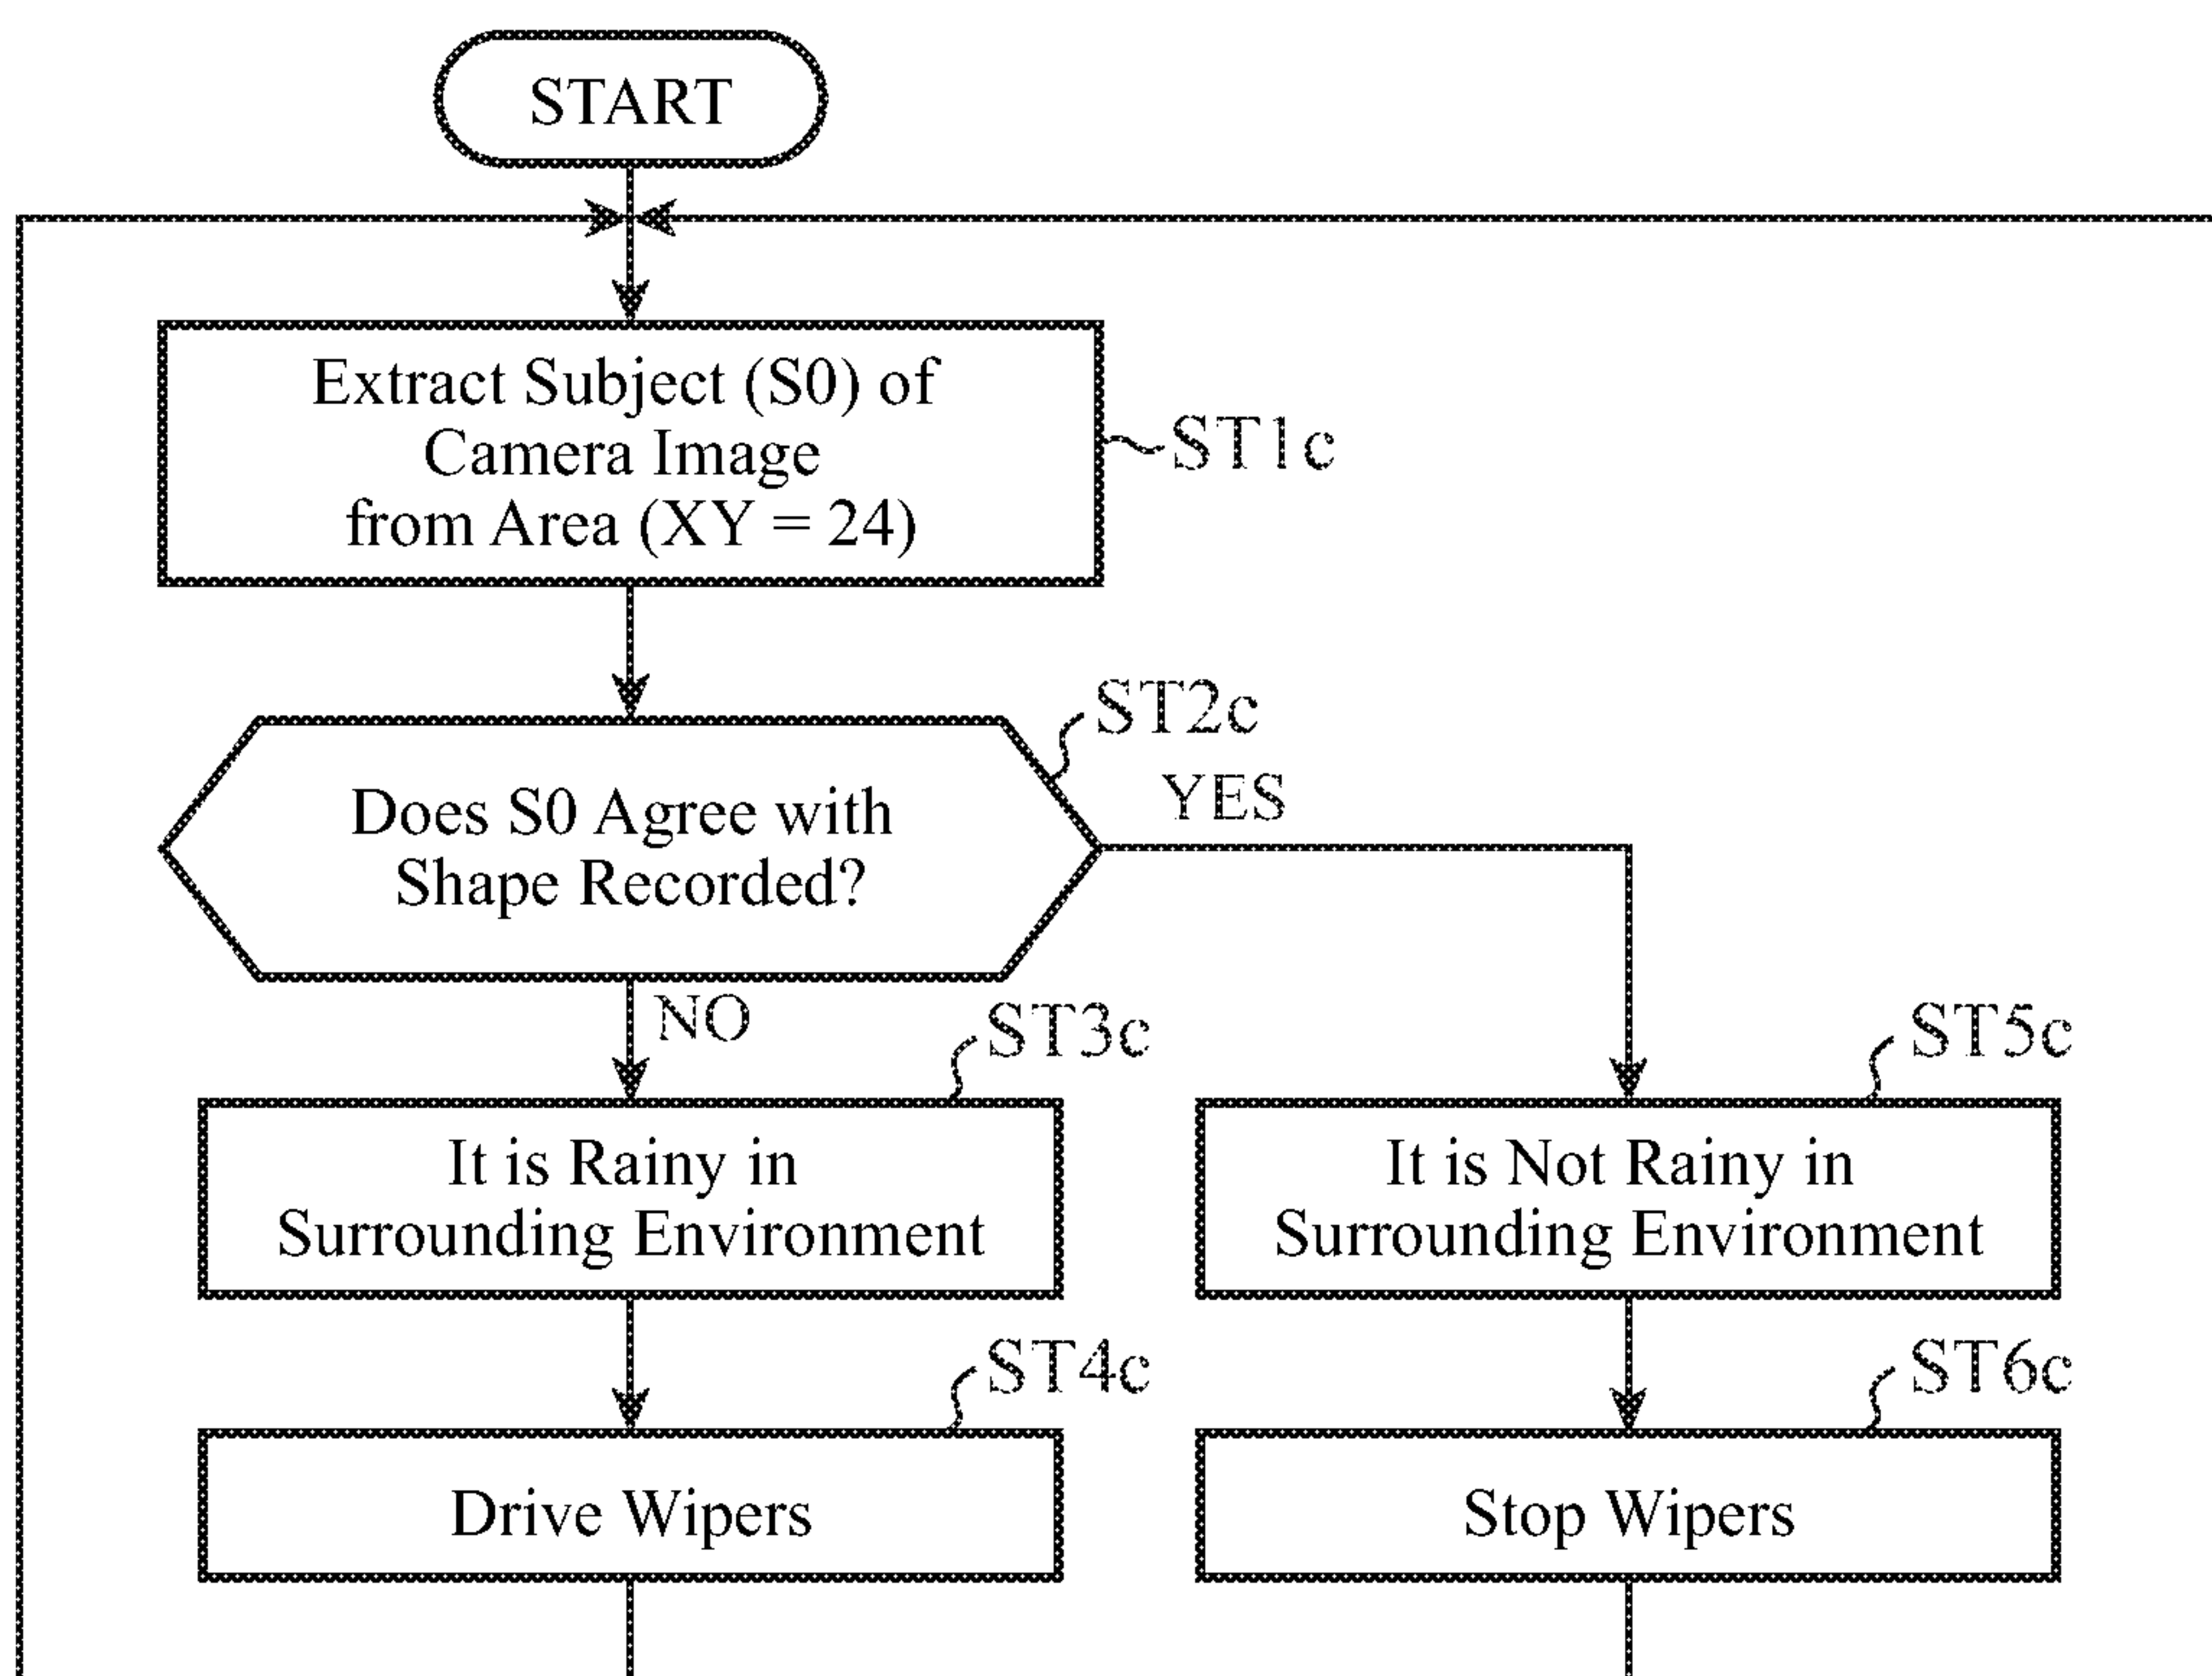 START
Extract Subject (S0) of
Camera Image
from Area (XY = 24)
ST1c
ST2c
Does S0 Agree with
Shape Recorded?
YES
NO
ST3c
It is Rainy in
Surrounding Environment
ST5c
It is Not Rainy in
Surrounding Environment
ST4c
Drive Wipers
ST6c
Stop Wipers